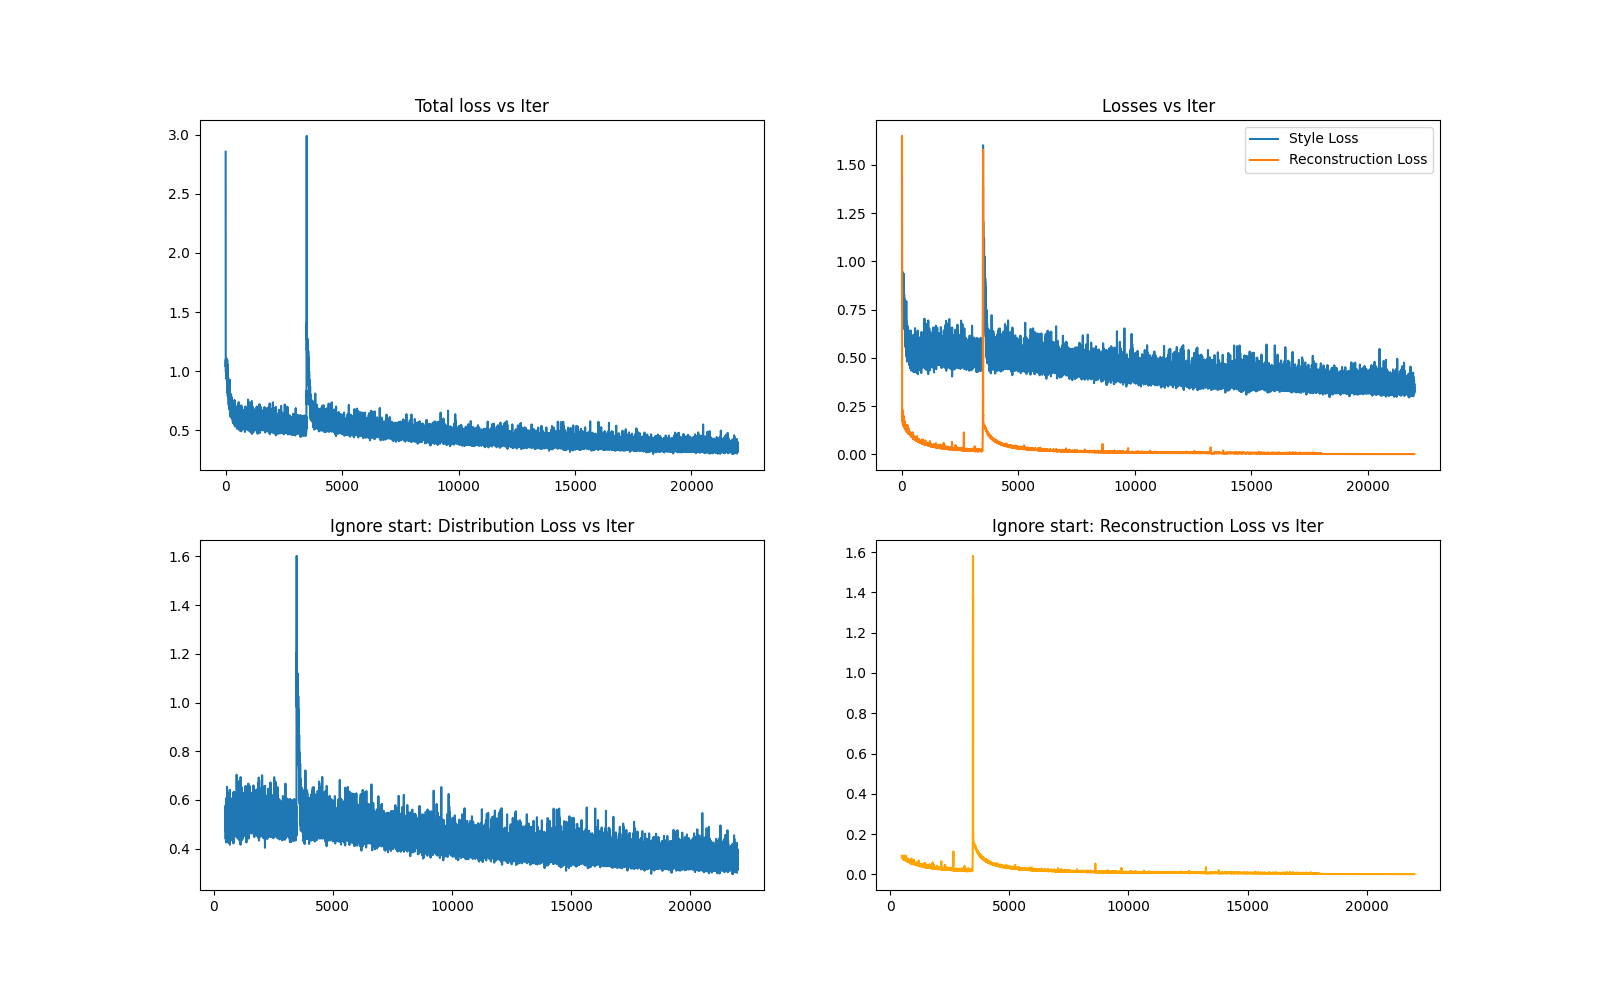 Total loss vs Iter
3.0
2.5
2.0
1.5
1.0
0.5
0 5000 10000 15000 20000
Losses vs Iter
Style Loss
Reconstruction Loss
1.50
1.25
1.00
0.75
0.50
0.25
0.00
0 5000 10000 15000 20000
Ignore start: Distribution Loss vs Iter
1.6
1.4
1.2
1.0
0.8
0.6
0.4
0 5000 10000 15000 20000
Ignore start: Reconstruction Loss vs Iter
1.6
1.4
1.2
1.0
0.8
0.6
0.4
0.2
0.0
0 5000 10000 15000 20000